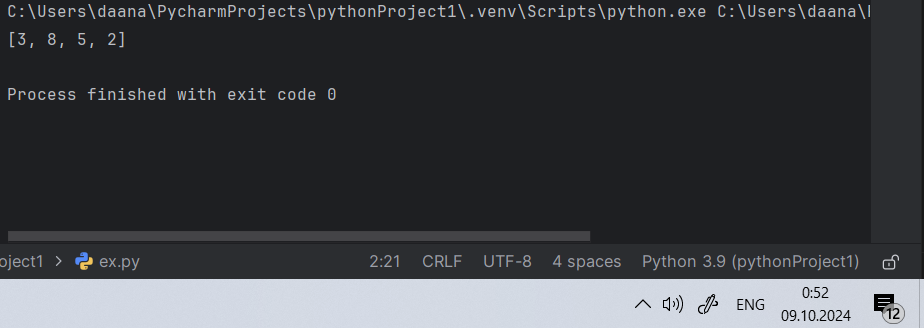 C:\Users\daana\PycharmProjects\pythonProject1\.venv\Scripts\python.exe C:\Users\daana\
[3, 8, 5, 2]
Process finished with exit code 0
oject1 > ex.py 2:21 CRLF UTF-8 4 spaces Python 3.9 (pythonProject1)
ENG 0:52
09.10.2024 12